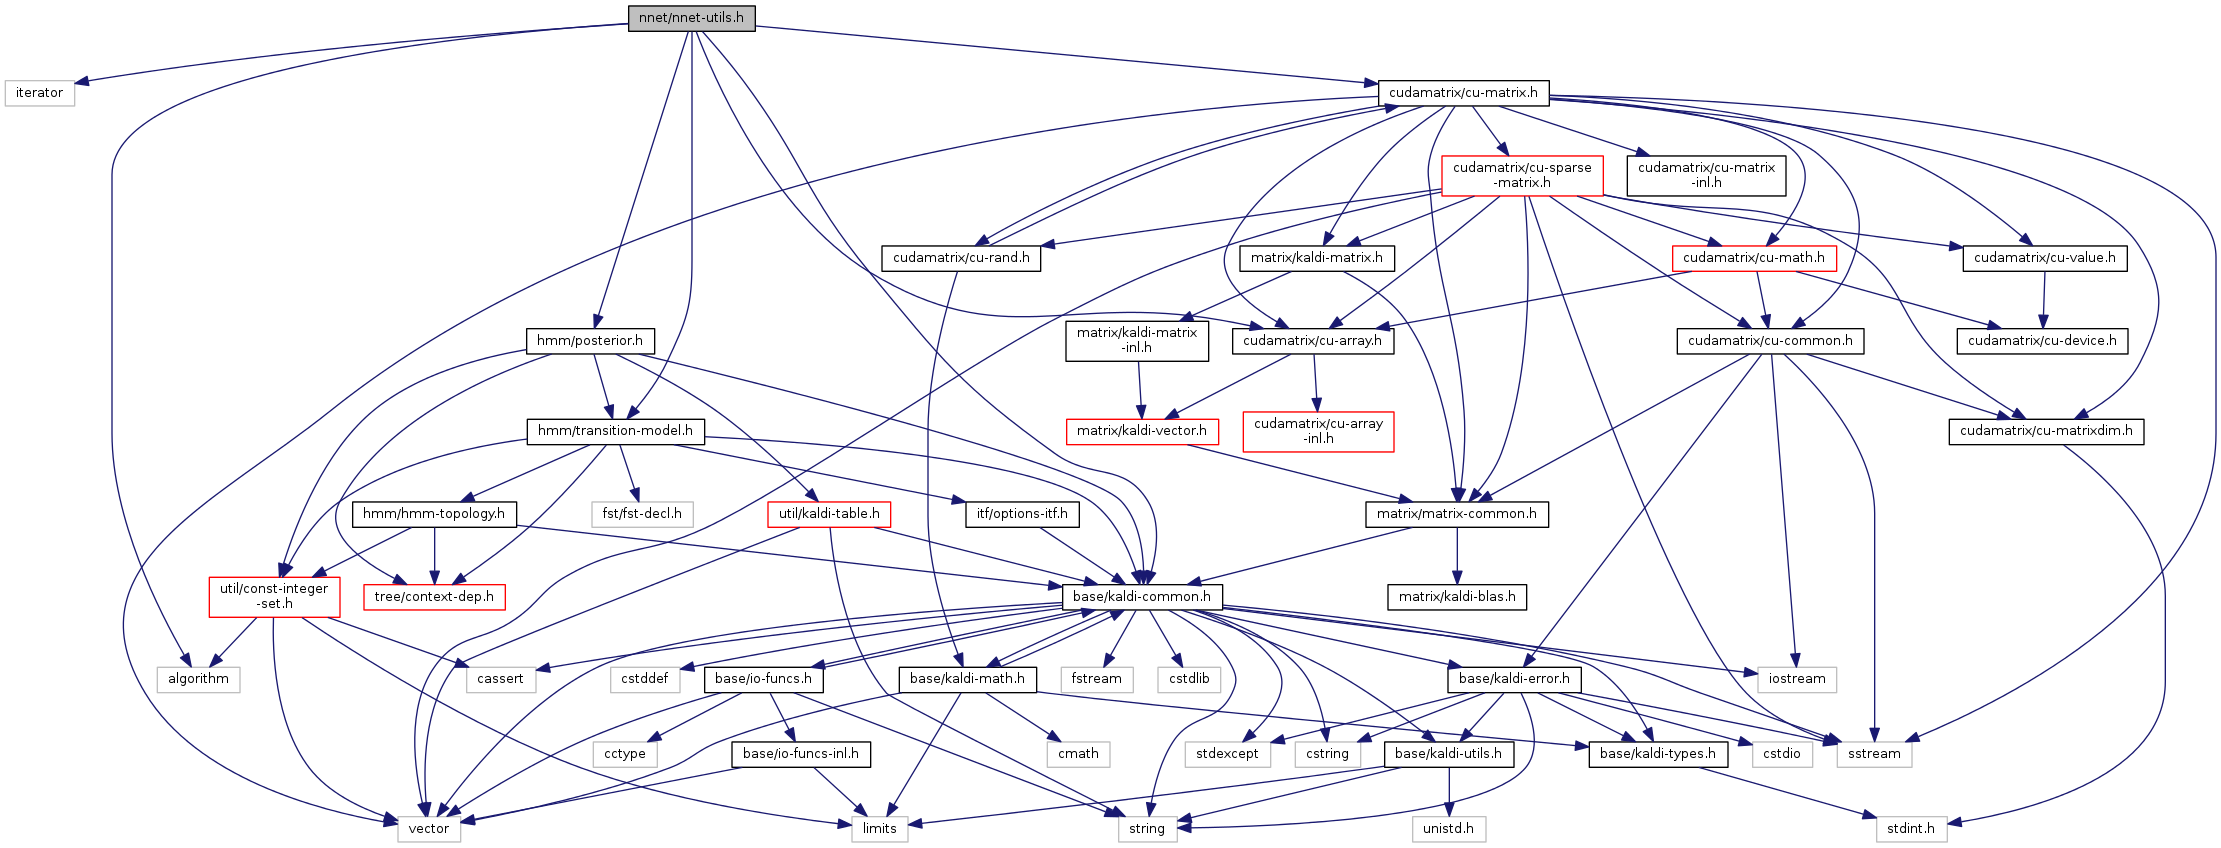 nnet/nnet-utils.h
iterator
cudamatrix/cu-matrix.h
cudamatrix/cu-sparse
-matrix.h
cudamatrix/cu-matrix
-inl.h
cudamatrix/cu-rand.h
matrix/kaldi-matrix.h
cudamatrix/cu-math.h
cudamatrix/cu-value.h
hmm/posterior.h
matrix/kaldi-matrix
-inl.h
cudamatrix/cu-array.h
cudamatrix/cu-common.h
cudamatrix/cu-device.h
hmm/transition-model.h
matrix/kaldi-vector.h
cudamatrix/cu-array
-inl.h
cudamatrix/cu-matrixdim.h
hmm/hmm-topology.h
fst/fst-decl.h
util/kaldi-table.h
itf/options-itf.h
matrix/matrix-common.h
util/const-integer
-set.h
tree/context-dep.h
base/kaldi-common.h
matrix/kaldi-blas.h
algorithm
cassert
cstddef
base/io-funcs.h
base/kaldi-math.h
fstream
cstdlib
base/kaldi-error.h
iostream
cctype
base/io-funcs-inl.h
cmath
stdexcept
cstring
base/kaldi-utils.h
base/kaldi-types.h
cstdio
sstream
vector
limits
string
unistd.h
stdint.h